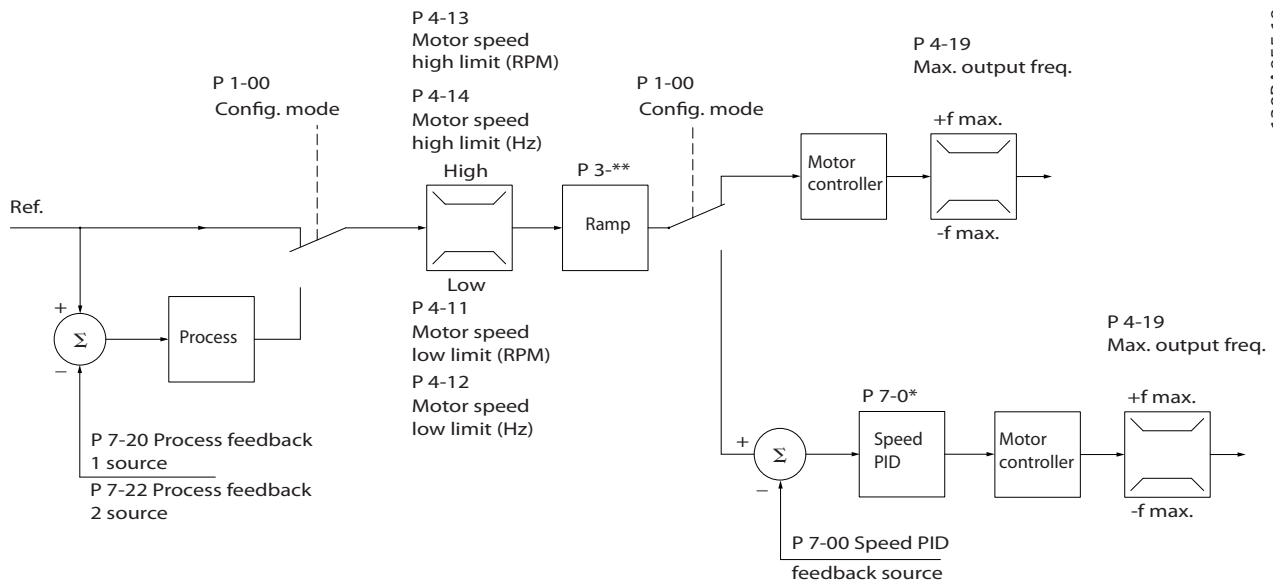 P 4-13
Motor speed
high limit (RPM)
P 4-14
Motor speed
high limit (Hz)
High
P 1-00
Config. mode
P 1-00
Config. mode
P 4-19
Max. output freq.
Ref.
P 3-**
Ramp
Motor
controller
+f max.
-f max.
+
Σ
−
Process
Low
P 4-11
Motor speed
low limit (RPM)
P 4-12
Motor speed
low limit (Hz)
P 7-20 Process feedback
1 source
P 7-22 Process feedback
2 source
P 4-19
Max. output freq.
P 7-0*
+
Σ
−
Speed
PID
Motor
controller
+f max.
-f max.
P 7-00 Speed PID
feedback source